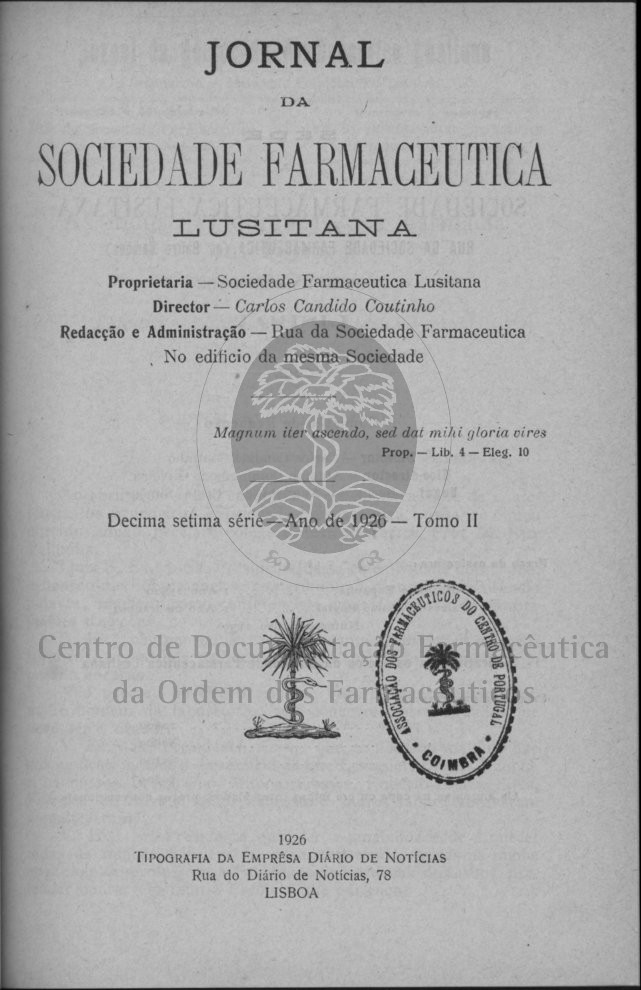 JORNAL
DA
SOCIEDADE FARMACEUTICA
LUSITANA
Proprietaria — Sociedade Farmaceutica Lusitana
Director — Carlos Candido Coutinho
Redacção e Administração — Rua da Sociedade Farmaceutica
No edificio da mesma Sociedade
Magnum iter ascendo, sed dat mihi gloria vires
Prop. — Lib. 4 — Eleg. 10
Decima setima série — Ano de 1926 — Tomo II
Centro de Documentação Farmacêutica
da Ordem dos Farmacêuticos
ASSOCIAÇÃO DOS FARMACEUTICOS DO CENTRO DE PORTUGAL
• COIMBRA •
1926
TIPOGRAFIA DA EMPRÊSA DIÁRIO DE NOTÍCIAS
Rua do Diário de Noticias, 78
LISBOA